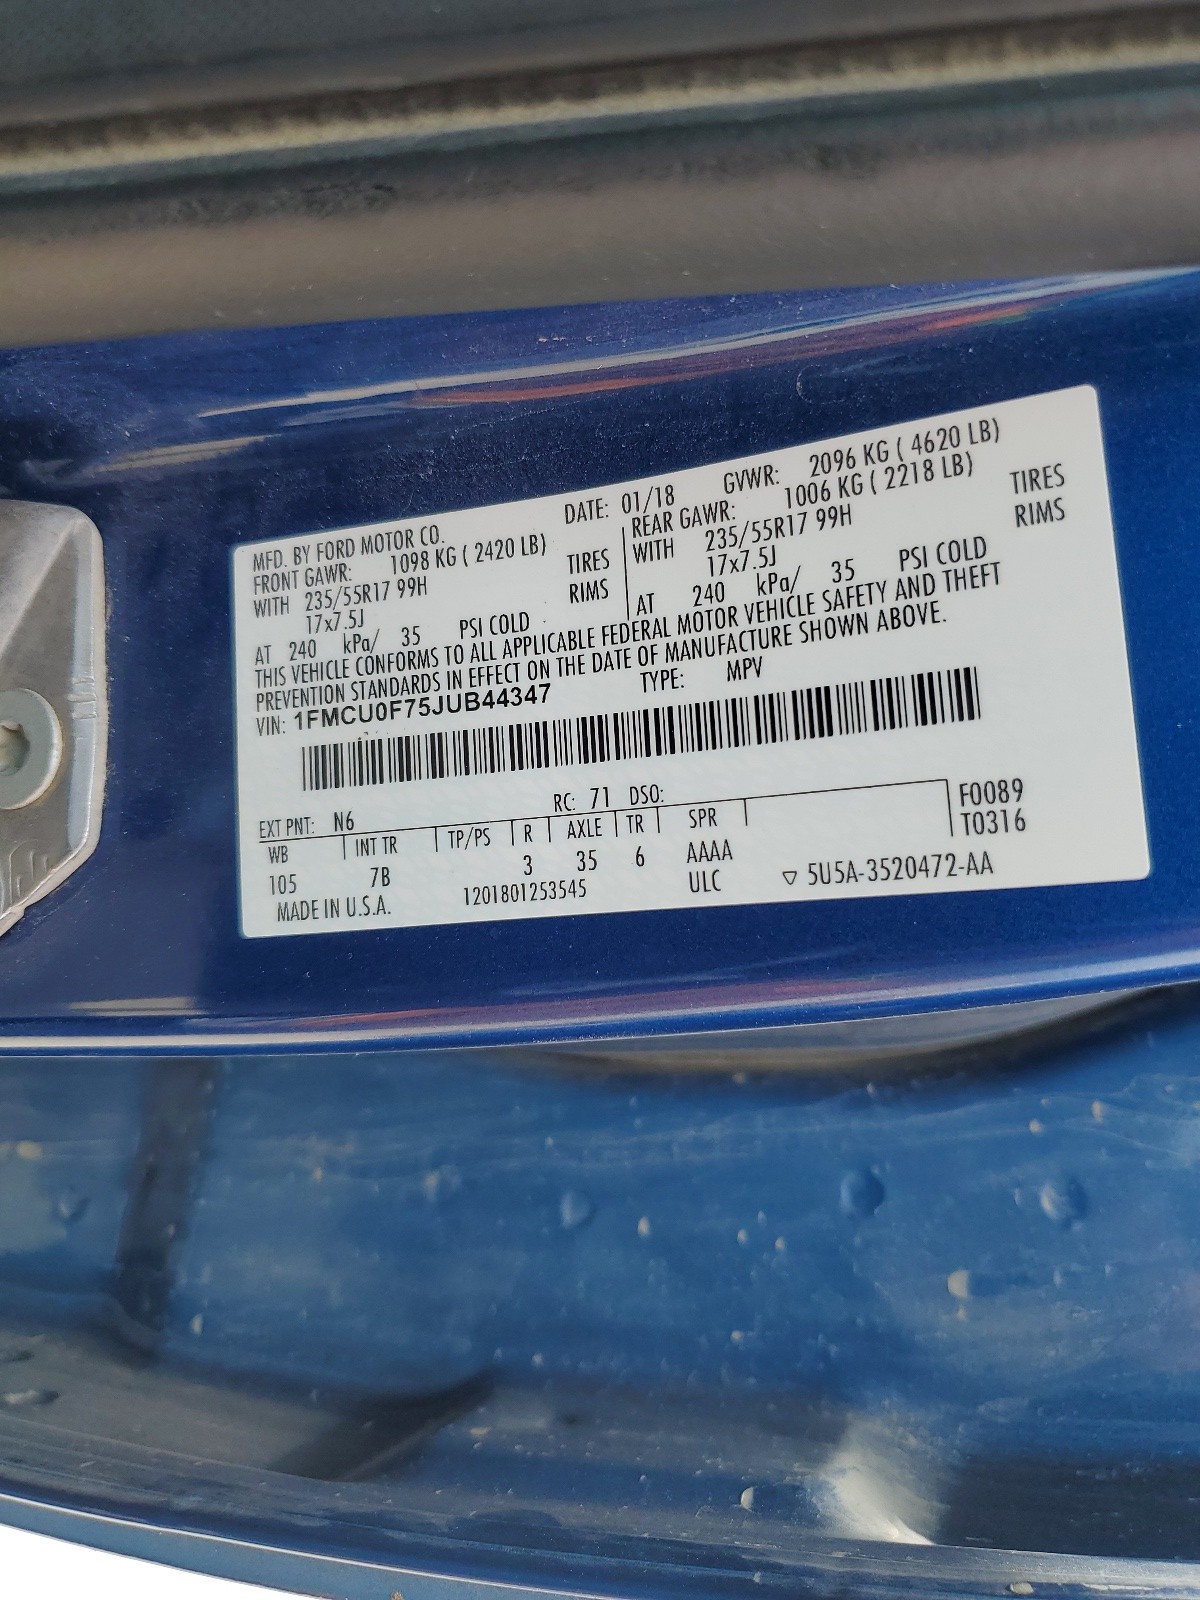 MFD. BY FORD MOTOR CO. DATE: 01/18 GVWR: 2096 KG ( 4620 LB)
FRONT GAWR: 1098 KG ( 2420 LB) REAR GAWR: 1006 KG ( 2218 LB)
WITH 235/55R17 99H TIRES WITH 235/55R17 99H TIRES
17x7.5J RIMS 17x7.5J RIMS
AT 240 kPa/ 35 PSI COLD AT 240 kPa/ 35 PSI COLD
THIS VEHICLE CONFORMS TO ALL APPLICABLE FEDERAL MOTOR VEHICLE SAFETY AND THEFT
PREVENTION STANDARDS IN EFFECT ON THE DATE OF MANUFACTURE SHOWN ABOVE.
VIN: 1FMCU0F75JUB44347 TYPE: MPV
EXT PNT: N6 RC: 71 DSO: F0089
WB INT TR TP/PS R AXLE TR SPR T0316
105 7B 3 35 6 AAAA
MADE IN U.S.A. 1201801253545 ULC ▽ 5U5A-3520472-AA